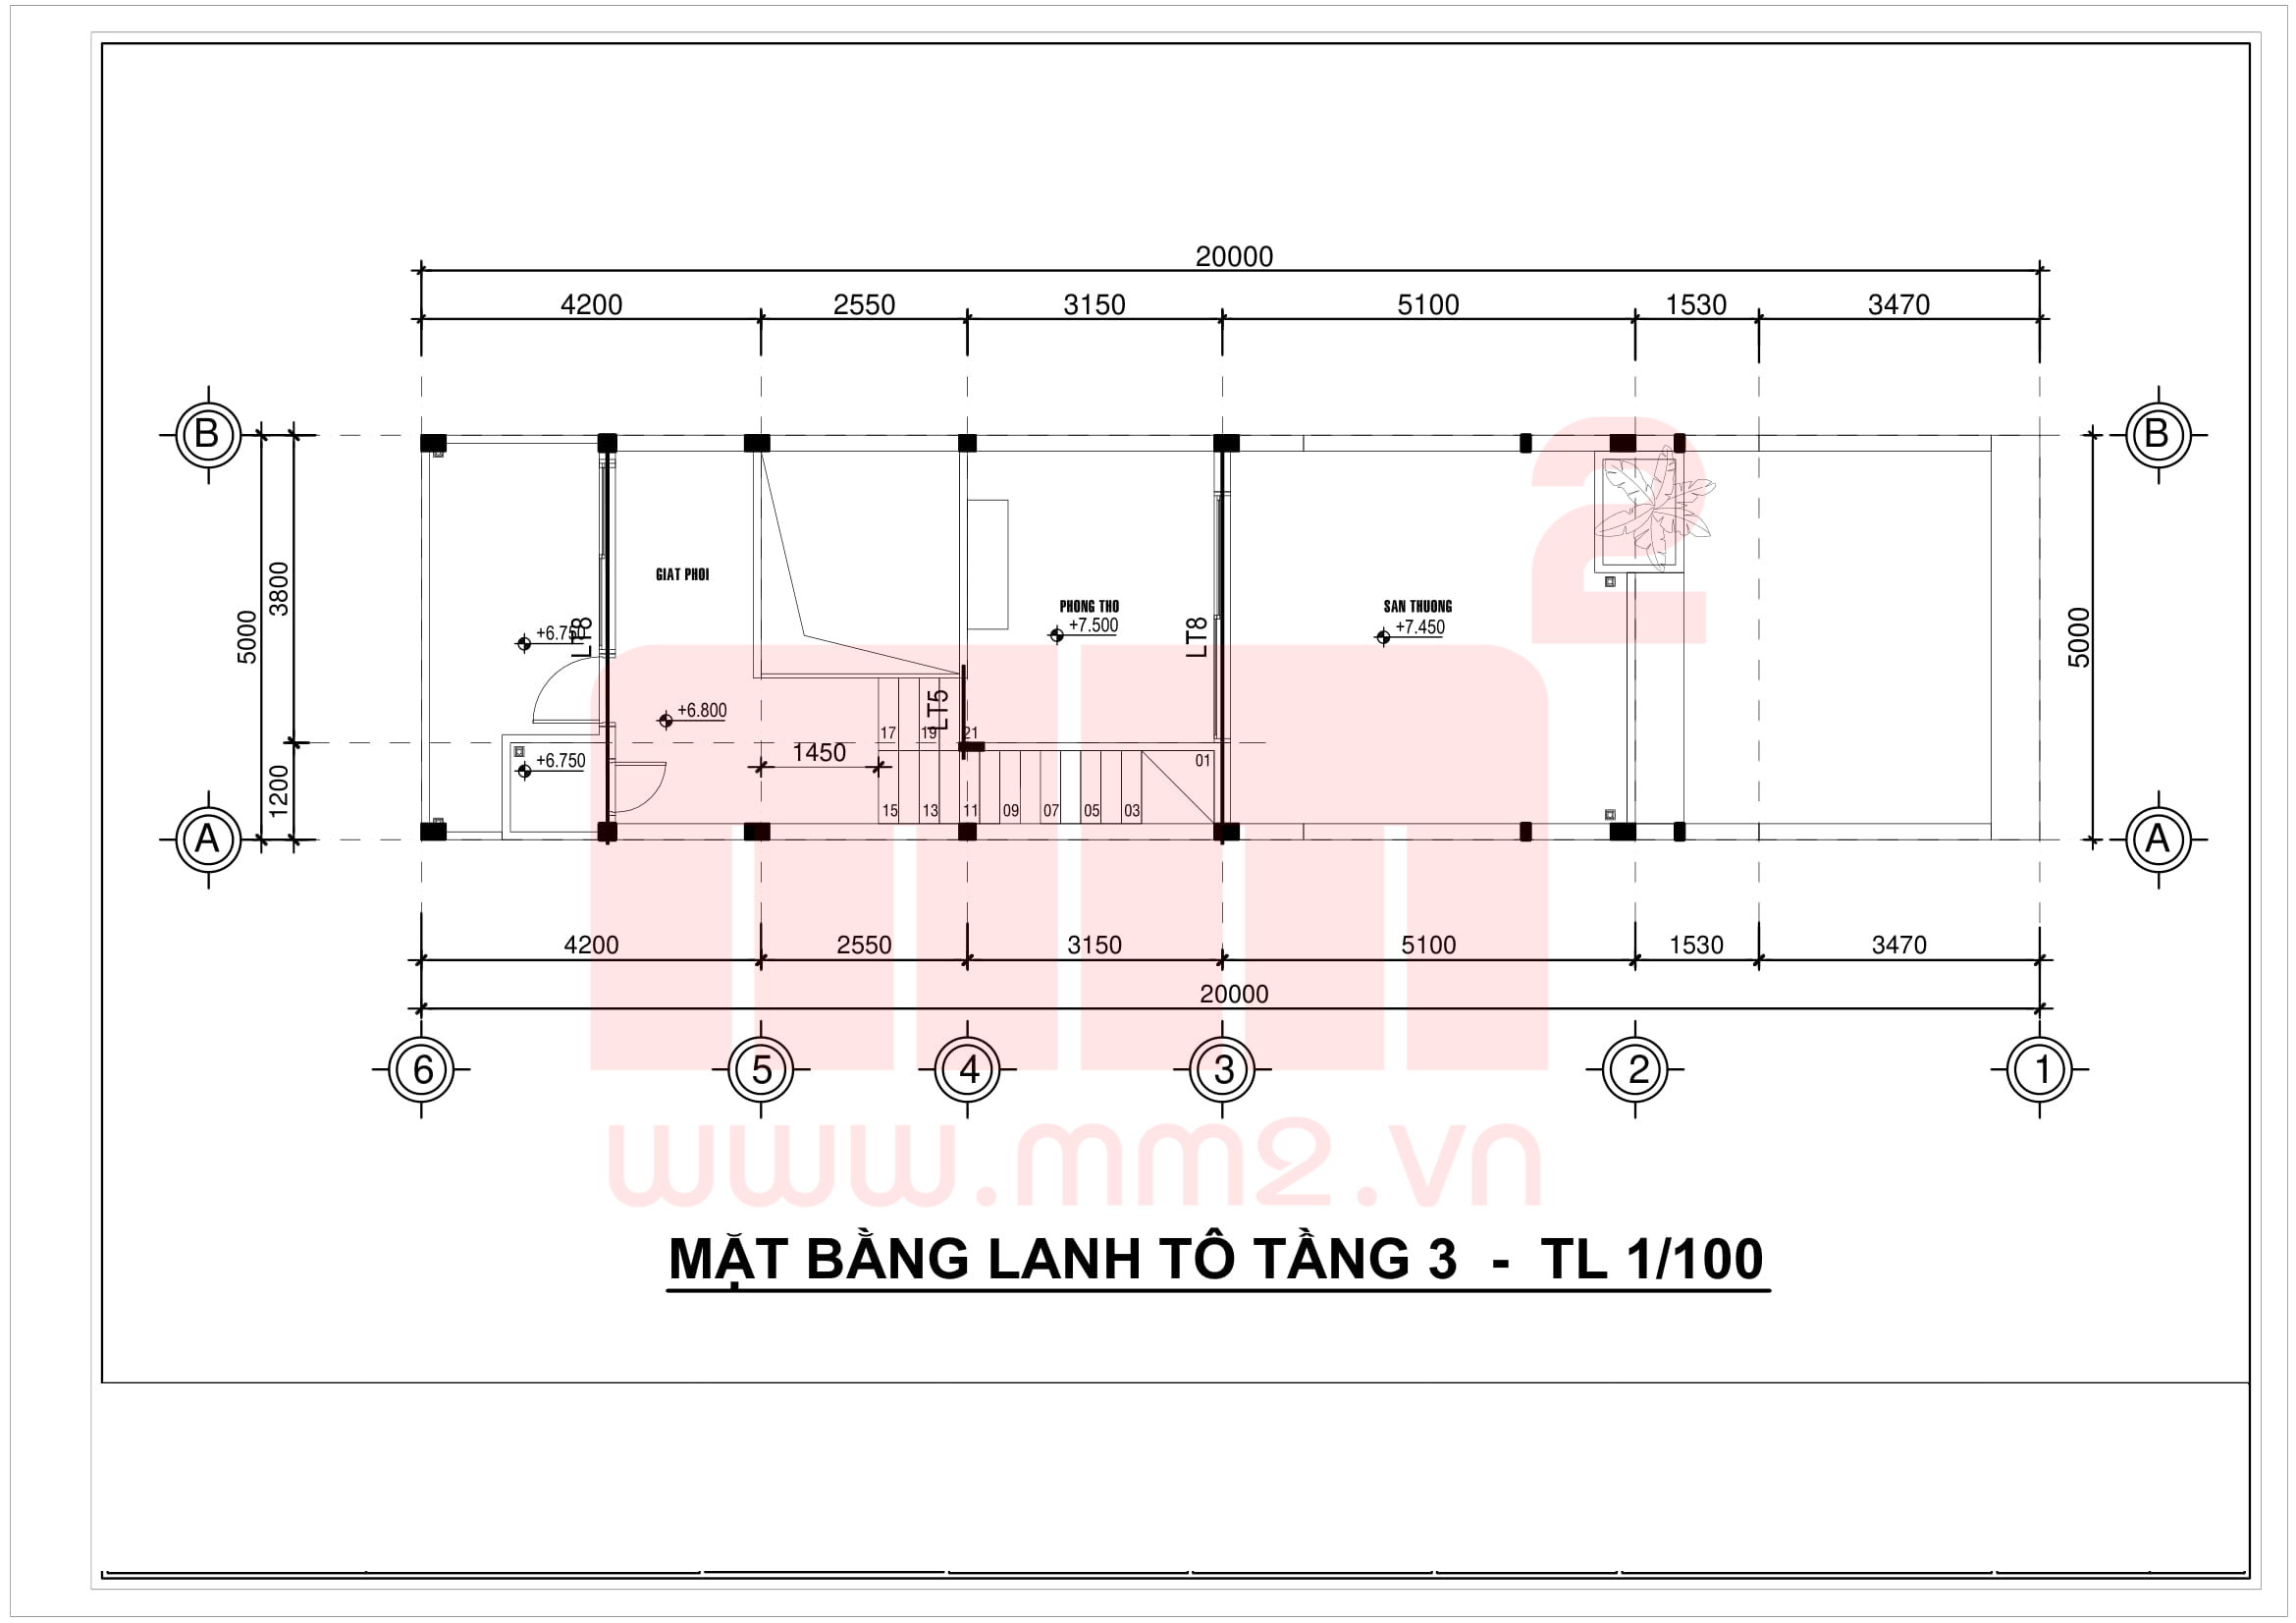 20000
4200 2550 3150 5100 1530 3470
B B
GIAT PHOI
5000 3800
PHONG THO
SAN THUONG
+6.750 LT8 +7.500 LT8 +7.450
5000
LT5
+6.800
17 19 21
1450
+6.750
01
1200
15 13 11 09 07 05 03
A A
4200 2550 3150 5100 1530 3470
20000
6 5 4 3 2 1
mm2
www.mm2.vn
MẶT BẰNG LANH TÔ TẦNG 3 - TL 1/100